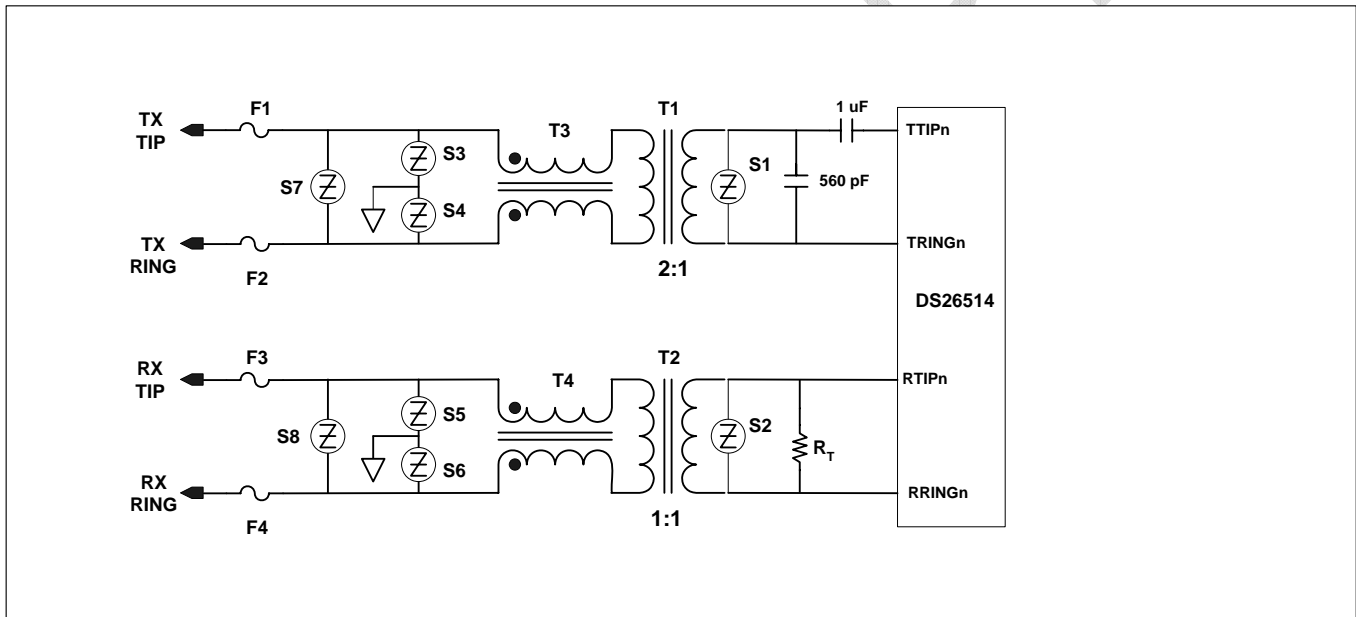 F1
TX
TIP
T3
T1
1 uF
TTIPn
S3
S7
S4
S1
560 pF
TX
RING
F2
2:1
TRINGn
DS26514
RX
TIP
F3
T4
T2
RTIPn
S5
S8
S6
S2
RT
RX
RING
F4
1:1
RRINGn